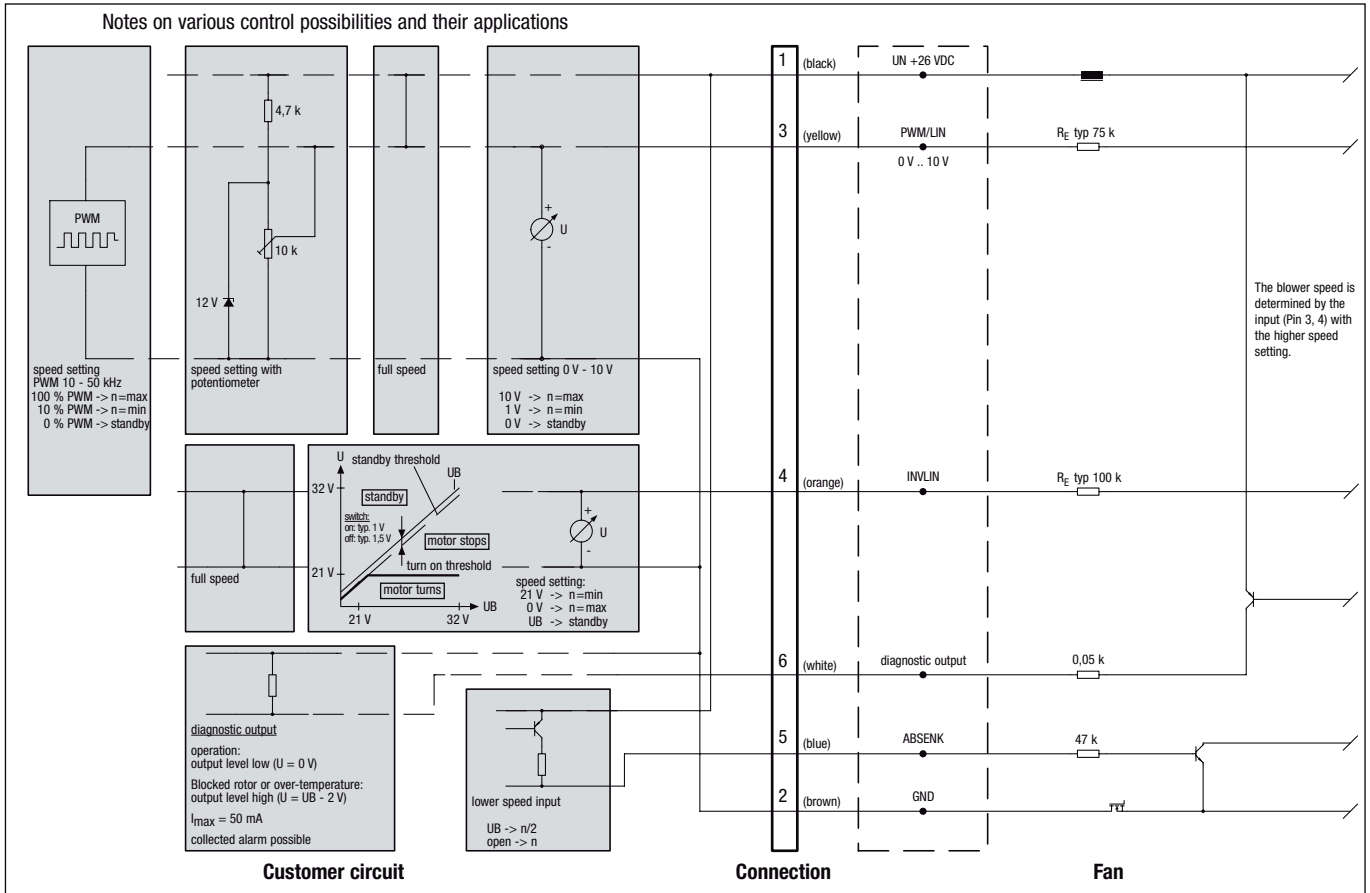 Notes on various control possibilities and their applications
PWM
speed setting
PWM 10 - 50 kHz
100 % PWM -> n=max
10 % PWM -> n=min
0 % PWM -> standby
4,7 k
10 k
12 V
speed setting with
potentiometer
full speed
+
U
-
speed setting 0 V - 10 V
10 V -> n=max
1 V -> n=min
0 V -> standby
full speed
U
standby threshold
UB
32 V
standby
switch:
on: typ. 1 V
off: typ. 1,5 V
motor stops
turn on threshold
21 V
motor turns
UB
21 V
32 V
+
U
-
speed setting:
21 V -> n=min
0 V -> n=max
UB -> standby
diagnostic output
operation:
output level low (U = 0 V)
Blocked rotor or over-temperature:
output level high (U = UB - 2 V)
Imax = 50 mA
collected alarm possible
lower speed input
UB -> n/2
open -> n
1 (black) UN +26 VDC
3 (yellow) PWM/LIN RE typ 75 k
0 V .. 10 V
The blower speed is
determined by the
input (Pin 3, 4) with
the higher speed
setting.
4 (orange) INVLIN RE typ 100 k
6 (white) diagnostic output 0,05 k
5 (blue) ABSENK 47 k
2 (brown) GND
Customer circuit Connection Fan